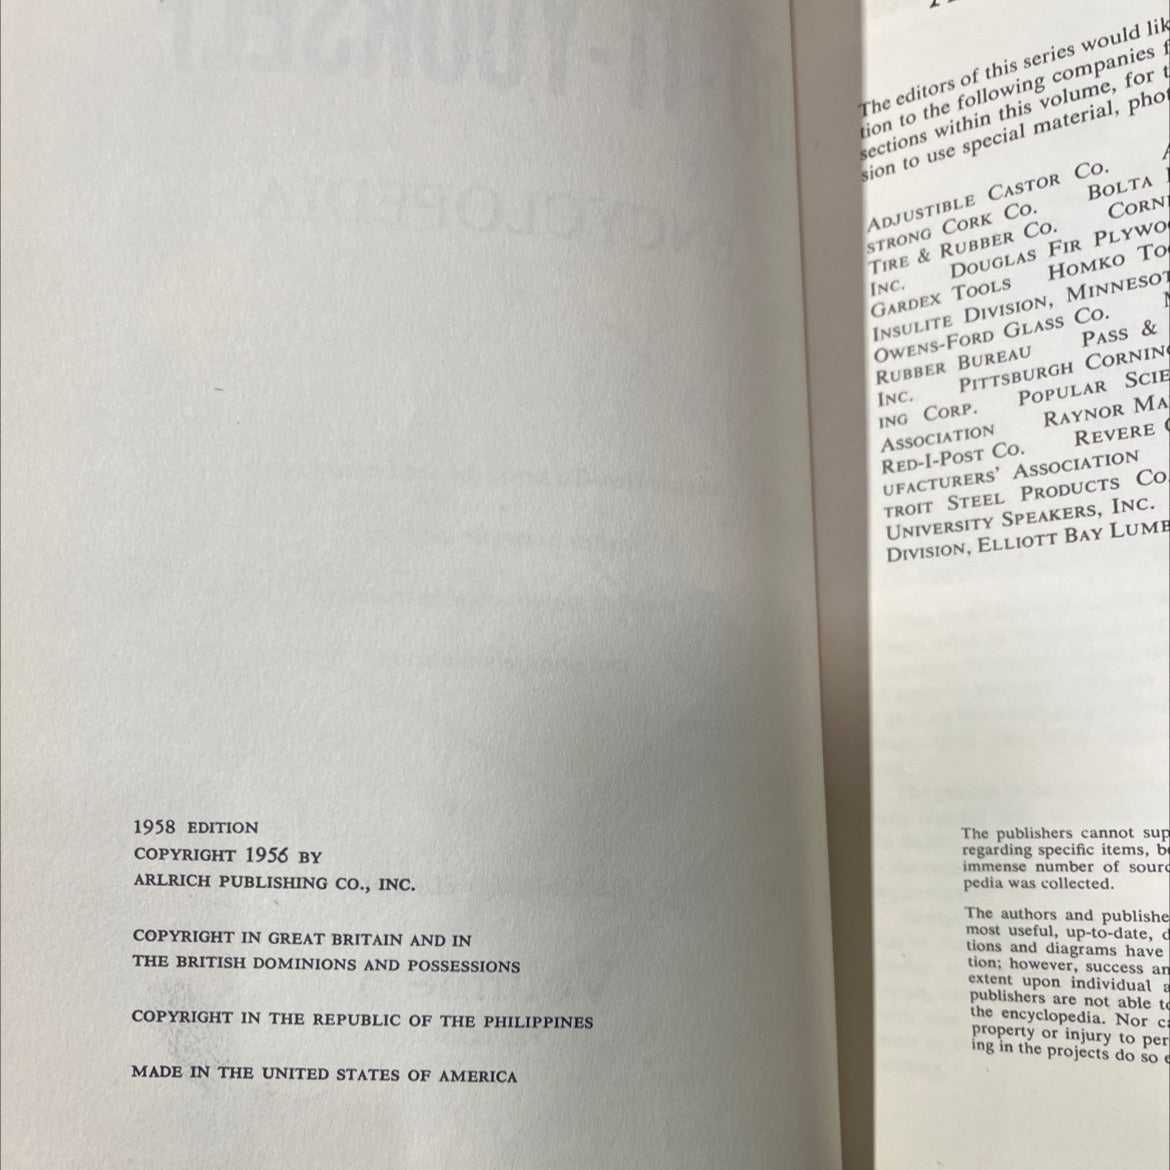 1958 EDITION
COPYRIGHT 1956 BY
ARLRICH PUBLISHING CO., INC.
COPYRIGHT IN GREAT BRITAIN AND IN
THE BRITISH DOMINIONS AND POSSESSIONS
COPYRIGHT IN THE REPUBLIC OF THE PHILIPPINES
MADE IN THE UNITED STATES OF AMERICA
The editors of this series would lik
tion to the following companies f
sections within this volume, for t
sion to use special material, phot
ADJUSTIBLE CASTOR CO. A
STRONG CORK CO. BOLTA
TIRE & RUBBER CO. CORNI
INC. DOUGLAS FIR PLYWO
GARDEX TOOLS HOMKO TO
INSULITE DIVISION, MINNESOT
OWENS-FORD GLASS CO.
RUBBER BUREAU PASS &
INC. PITTSBURGH CORNING
ING CORP. POPULAR SCIE
ASSOCIATION RAYNOR MA
RED-I-POST CO. REVERE
UFACTURERS' ASSOCIATION
TROIT STEEL PRODUCTS CO
UNIVERSITY SPEAKERS, INC.
DIVISION, ELLIOTT BAY LUMB
The publishers cannot sup
regarding specific items, be
immense number of sourc
pedia was collected.
The authors and publishe
most useful, up-to-date, d
tions and diagrams have
tion; however, success an
extent upon individual a
publishers are not able to
the encyclopedia. Nor ca
property or injury to per
ing in the projects do so e